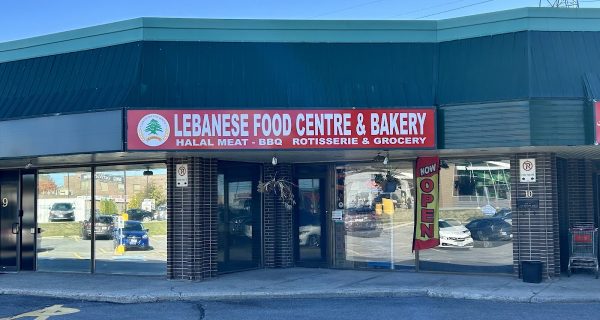 LEBANESE FOOD CENTRE & BAKERY
HALAL MEAT - BBQ ROTISSERIE & GROCERY
NOW
OPEN
9
10